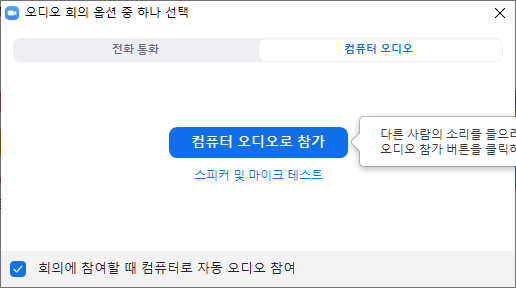 오디오 회의 옵션 중 하나 선택
전화 통화
컴퓨터 오디오
컴퓨터 오디오로 참가
다른 사람의 소리를 들으려
오디오 참가 버튼을 클릭하
스피커 및 마이크 테스트
회의에 참여할 때 컴퓨터로 자동 오디오 참여